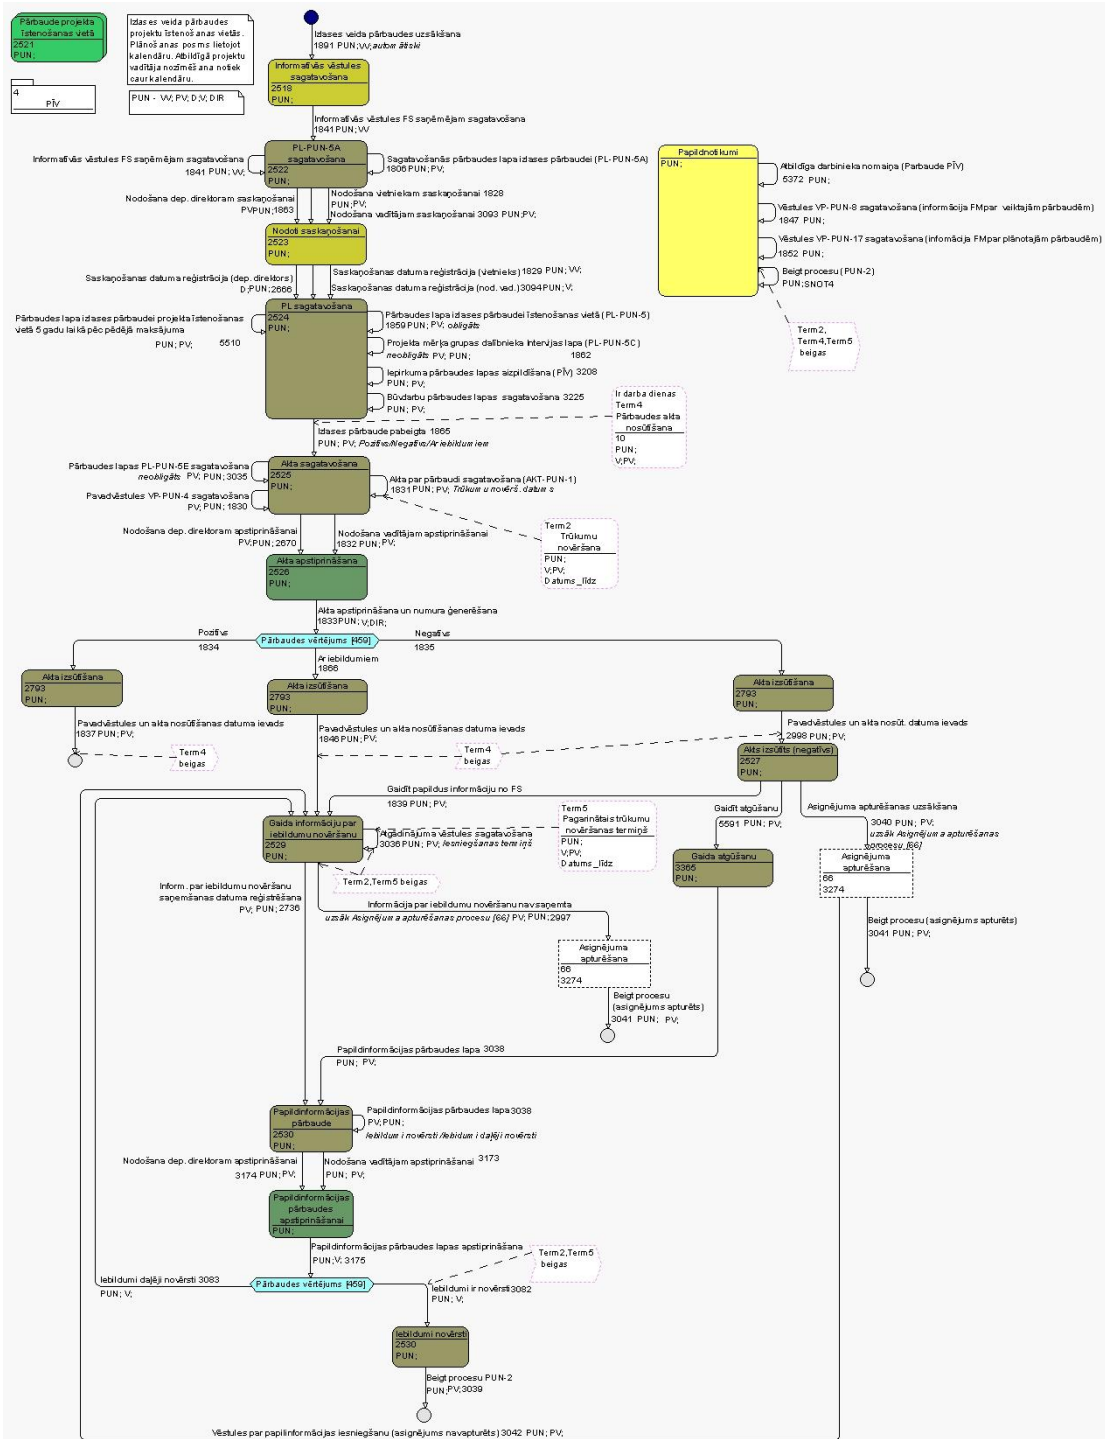 Pārbaude projekta
īstenošanas vietā
2521
PUN;
4
PĪV
Izlases veida pārbaudes
projektu īstenošanas vietās.
Plānošanas posms lietojot
kalendāru. Atbildīgā projektu
vadītāja nozīmēšana notiek
caur kalendāru.
PUN - VV; PV; D;V; DIR
Izlases veida pārbaudes uzsākšana
1891 PUN; VV; automātiski
Informatīvās vēstules
sagatavošana
2518
PUN;
Informatīvās vēstules FS saņēmējam sagatavošana
1841 PUN; VV
PL-PUN-5A
sagatavošana
2522
PUN;
Informatīvās vēstules FS saņēmējam sagatavošana
1841 PUN; VV;
Sagatavošanās pārbaudes lapa izlases pārbaudei (PL-PUN-5A)
1806 PUN; PV;
Nodošana dep. direktoram saskaņošanai
PVPUN; 1863
Nodošana vietniekam saskaņošanai 1828
PUN; PV;
Nodošana vadītājam saskaņošanai 3093 PUN;PV;
Nodoti saskaņošanai
2523
PUN;
Saskaņošanas datuma reģistrācija (dep. direktors)
D;PUN; 2666
Saskaņošanas datuma reģistrācija (vietnieks) 1829 PUN; VV;
Saskaņošanas datuma reģistrācija (nod. vad.) 3094 PUN; V;
PL sagatavošana
2524
PUN;
Pārbaudes lapa izlases pārbaudei projekta īstenošanas
vietā 5 gadu laikā pēc pēdējā maksājuma
PUN; PV; 5510
Pārbaudes lapa izlases pārbaudei īstenošanas vietā (PL-PUN-5)
1859 PUN; PV; obligāts
Projekta mērķa grupas dalībnieka Intervijas lapa (PL-PUN-5C)
neobligāts PV; PUN; 1862
Iepirkuma pārbaudes lapas aizpildīšana (PĪV) 3208
PUN; PV;
Būvdarbu pārbaudes lapas sagatavošana 3225
PUN; PV;
Papildnotikumi
PUN;
Atbildīga darbinieka nomaiņa (Parbaude PĪV)
5372 PUN;
Vēstules VP-PUN-8 sagatavošana (informācija FMpar veiktajām pārbaudēm)
1847 PUN;
Vēstules VP-PUN-17 sagatavošana (infomācija FMpar plānotajām pārbaudēm)
1852 PUN;
Beigt procesu (PUN-2)
PUN;SNOT4
Term2,
Term4,Term5
beigas
Ir darba dienas
Term4
Pārbaudes akta
nosūtīšana
10
PUN;
V;PV;
Izlases pārbaude pabeigta 1865
PUN; PV; Pozitīvs/Negatīvs/Ar iebildumiem
Akta sagatavošana
2525
PUN;
Pārbaudes lapas PL-PUN-5E sagatavošana
neobligāts PV; PUN; 3035
Pavadvēstules VP-PUN-4 sagatavošana
PV; PUN; 1830
Akta par pārbaudi sagatavošana (AKT-PUN-1)
1831 PUN; PV; Trūkumu novērš. datums
Nodošana dep. direktoram apstiprināšanai
PV;PUN; 2670
Nodošana vadītājam apstiprināšanai
1832 PUN; PV;
Term2
Trūkumu
novēršana
PUN;
V;PV;
Datums_līdz
Akta apstiprināšana
2526
PUN;
Akta apstiprināšana un numura ģenerēšana
1833 PUN; V;DIR;
Pārbaudes vērtējums [459]
Pozitīvs
1834
Ar iebildumiem
1866
Negatīvs
1835
Akta izsūtīšana
2793
PUN;
Akta izsūtīšana
2793
PUN;
Akta izsūtīšana
2793
PUN;
Pavadvēstules un akta nosūtīšanas datuma ievads
1837 PUN; PV;
Pavadvēstules un akta nosūtīšanas datuma ievads
1846 PUN; PV;
Pavadvēstules un akta nosūt. datuma ievads
2998 PUN; PV;
Term4
beigas
Term4
beigas
Akts izsūtīts (negatīvs)
2527
PUN;
Gaidīt papildus informāciju no FS
1839 PUN; PV;
Gaidīt atgūšanu
5591 PUN; PV;
Asignējuma apturēšanas uzsākšana
3040 PUN; PV;
uzsāk Asignējuma apturēšanas
procesu [66]
Gaida informāciju par
iebildumu novēršanu
2529
PUN;
Atgādinājuma vēstules sagatavošana
3036 PUN; PV; Iesniegšanas termiņš
Term5
Pagarinātais trūkumu
novēršanas termiņš
PUN;
V;PV;
Datums_līdz
Term2,Term5 beigas
Gaida atgūšanu
3365
PUN;
Asignējuma
apturēšana
66
3274
Inform. par iebildumu novēršanu
saņemšanas datuma reģistrēšana
PV; PUN; 2736
Informācija par iebildumu novēršanu nav saņemta
uzsāk Asignējuma apturēšanas procesu [66] PV; PUN; 2997
Beigt procesu (asignējums apturēts)
3041 PUN; PV;
Asignējuma
apturēšana
66
3274
Beigt procesu
(asignējums apturēts)
3041 PUN; PV;
Papildinformācijas pārbaudes lapa 3038
PUN; PV;
Papildinformācijas
pārbaude
2530
PUN;
Papildinformācijas pārbaudes lapa 3038
PV; PUN;
Iebildumi novērsti /Iebidumi daļēji novērsti
Nodošana dep. direktoram apstiprināšanai
3174 PUN; PV;
Nodošana vadītājam apstiprināšanai 3173
PUN; PV;
Papildinformācijas
pārbaudes
apstiprināšanai
PUN;
Papildinformācijas pārbaudes lapas apstiprināšana
PUN; V; 3175
Term2,Term5
beigas
Iebildumi daļēji novērsti 3083
PUN; V;
Pārbaudes vērtējums [459]
Iebildumi ir novērsti 3082
PUN; V;
Iebildumi novērsti
2530
PUN;
Beigt procesu PUN-2
PUN; PV;3039
Vēstules par papilinformācijas iesniegšanu (asignējums nav apturēts) 3042 PUN; PV;